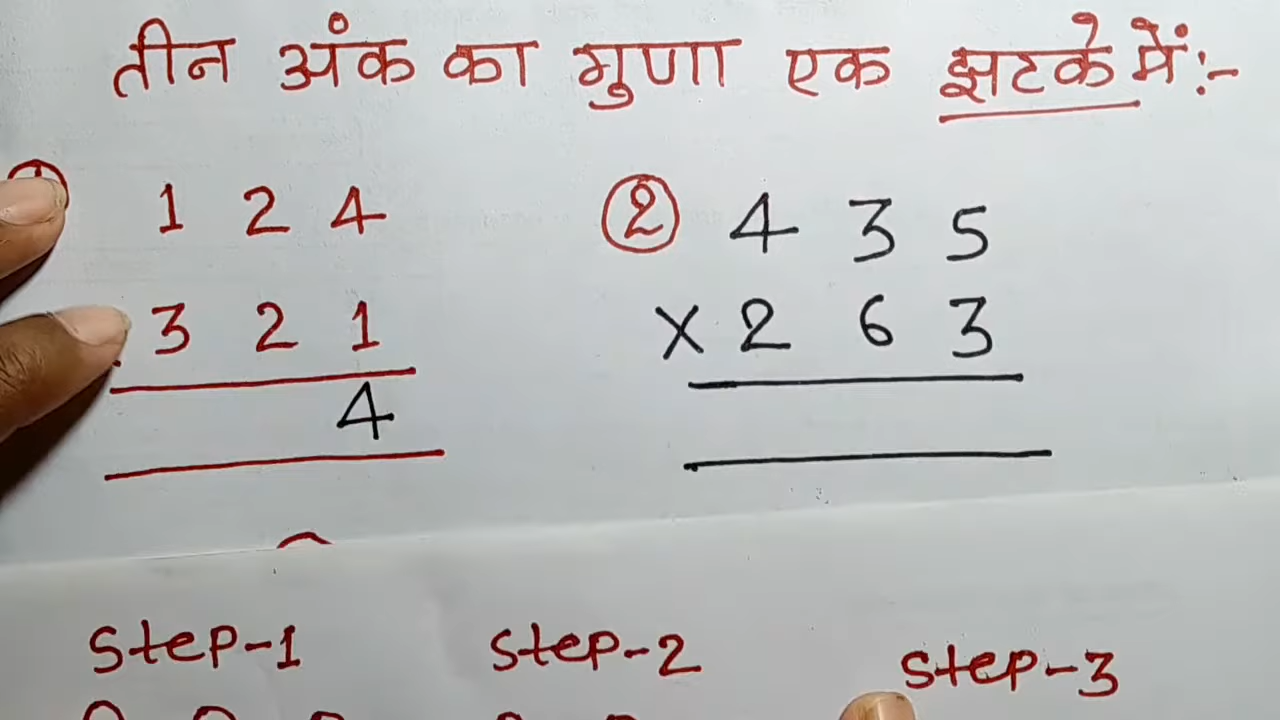 तीन अंक का गुणा एक झटके में:-
① 1 2 4
3 2 1
4
② 4 3 5
X 2 6 3
Step-1 Step-2 Step-3